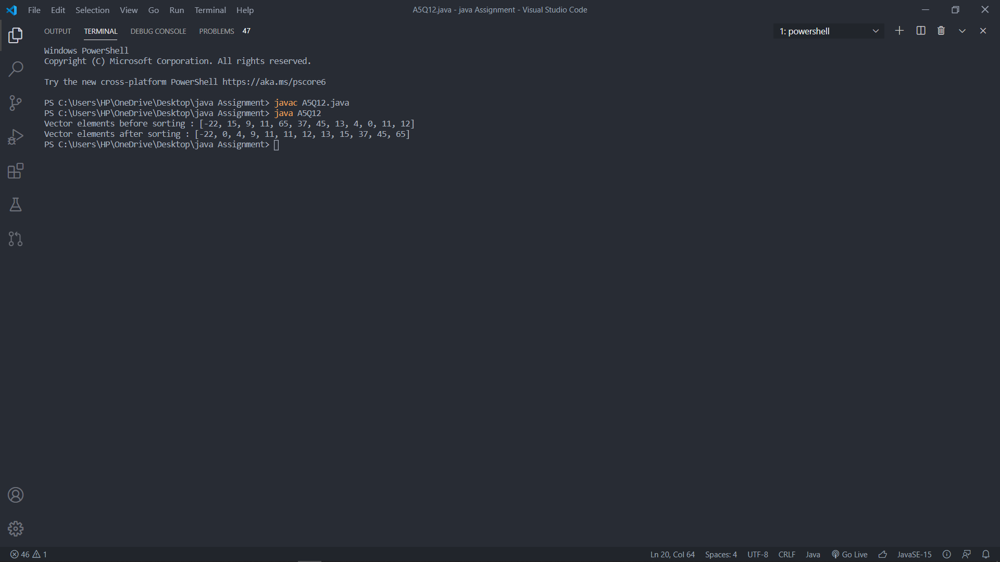 File Edit Selection View Go Run Terminal Help
A5Q12.java - java Assignment - Visual Studio Code
OUTPUT TERMINAL DEBUG CONSOLE PROBLEMS 47
1: powershell
Windows PowerShell
Copyright (C) Microsoft Corporation. All rights reserved.
Try the new cross-platform PowerShell https://aka.ms/pscore6
PS C:\Users\HP\OneDrive\Desktop\java Assignment> javac A5Q12.java
PS C:\Users\HP\OneDrive\Desktop\java Assignment> java A5Q12
Vector elements before sorting : [-22, 15, 9, 11, 65, 37, 45, 13, 4, 0, 11, 12]
Vector elements after sorting : [-22, 0, 4, 9, 11, 11, 12, 13, 15, 37, 45, 65]
PS C:\Users\HP\OneDrive\Desktop\java Assignment>
46 1
Ln 20, Col 64 Spaces: 4 UTF-8 CRLF Java Go Live JavaSE-15